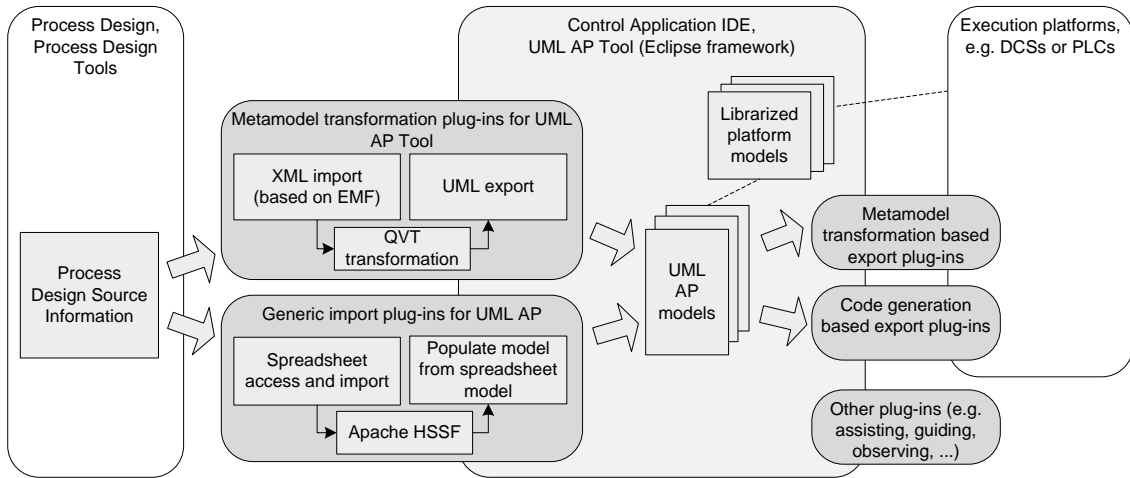 Process Design,
Process Design
Tools
Process
Design Source
Information
Metamodel transformation plug-ins for UML
AP Tool
XML import
(based on EMF)
UML export
QVT
transformation
Generic import plug-ins for UML AP
Spreadsheet
access and import
Populate model
from spreadsheet
model
Apache HSSF
Control Application IDE,
UML AP Tool (Eclipse framework)
Librarized
platform
models
UML
AP
models
Execution platforms,
e.g. DCSs or PLCs
Metamodel
transformation based
export plug-ins
Code generation
based export plug-ins
Other plug-ins (e.g.
assisting, guiding,
observing, ...)